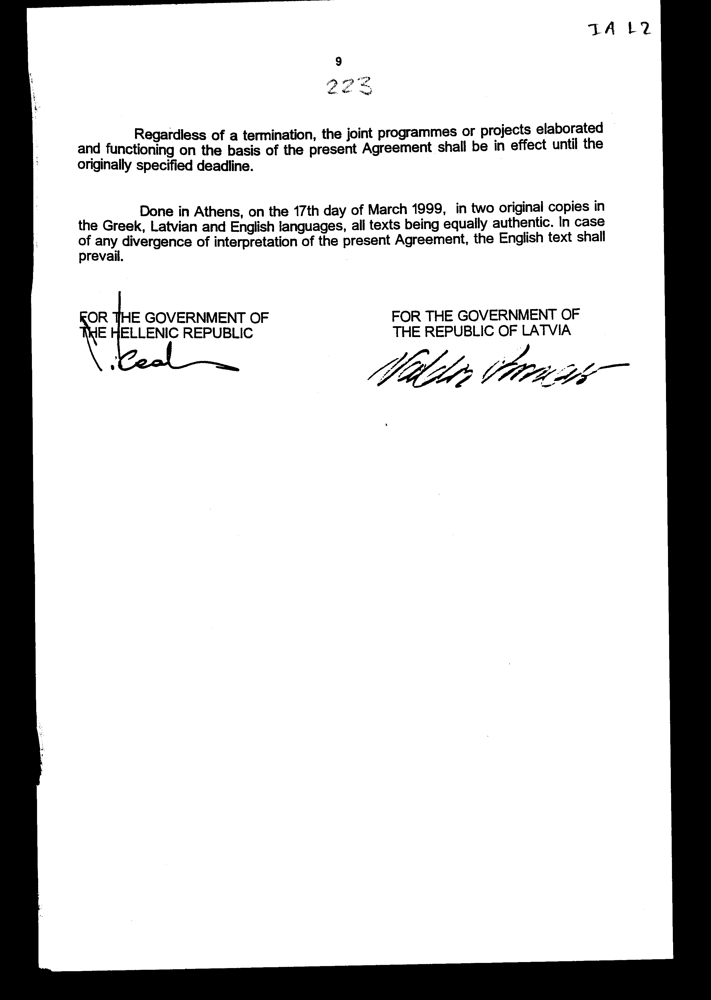 IA L2
9
223
Regardless of a termination, the joint programmes or projects elaborated
and functioning on the basis of the present Agreement shall be in effect until the
originally specified deadline.
Done in Athens, on the 17th day of March 1999, in two original copies in
the Greek, Latvian and English languages, all texts being equally authentic. In case
of any divergence of interpretation of the present Agreement, the English text shall
prevail.
FOR THE GOVERNMENT OF
THE HELLENIC REPUBLIC
FOR THE GOVERNMENT OF
THE REPUBLIC OF LATVIA